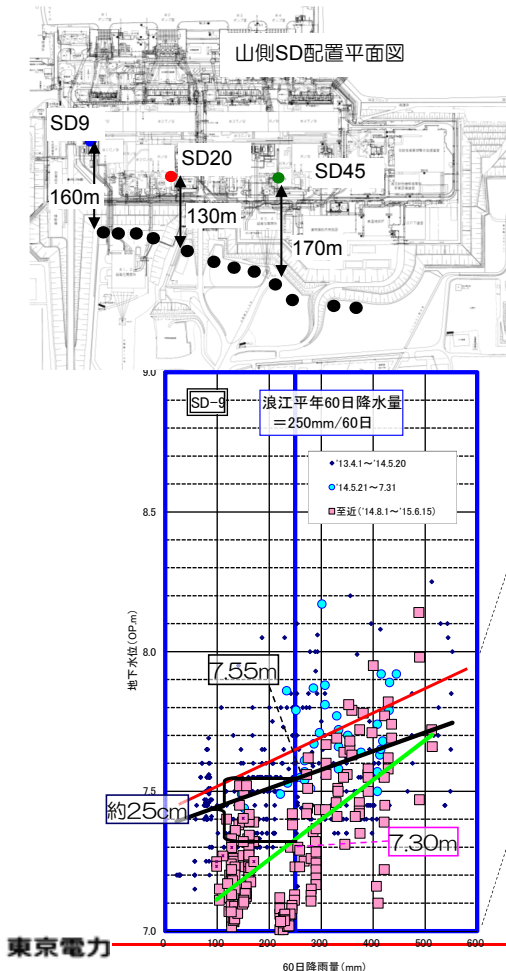 山側SD配置平面図
SD9
SD20
SD45
160m
130m
170m
9.0
SD-9
浪江平年60日降水量
=250mm/60日
'13.4.1~'14.5.20
'14.5.21~7.31
至近('14.8.1~'15.6.15)
8.5
地下水位(OP.m)
8.0
7.55m
7.5
約25cm
7.30m
7.0
0 100 200 300 400 500 600
60日降雨量(mm)
東京電力